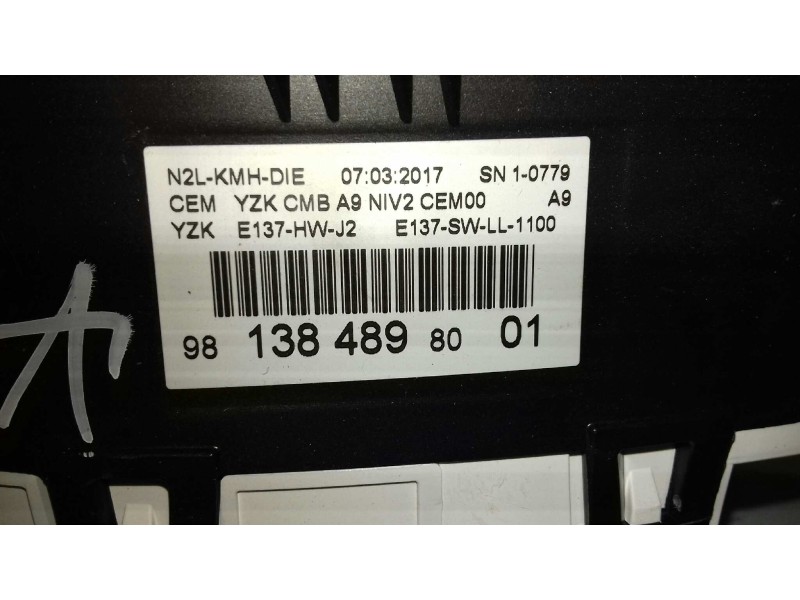 N2L-KMH-DIE 07:03:2017 SN 1-0779
CEM YZK CMB A9 NIV2 CEM00 A9
YZK E137-HW-J2 E137-SW-LL-1100
98 138 489 80 01
A